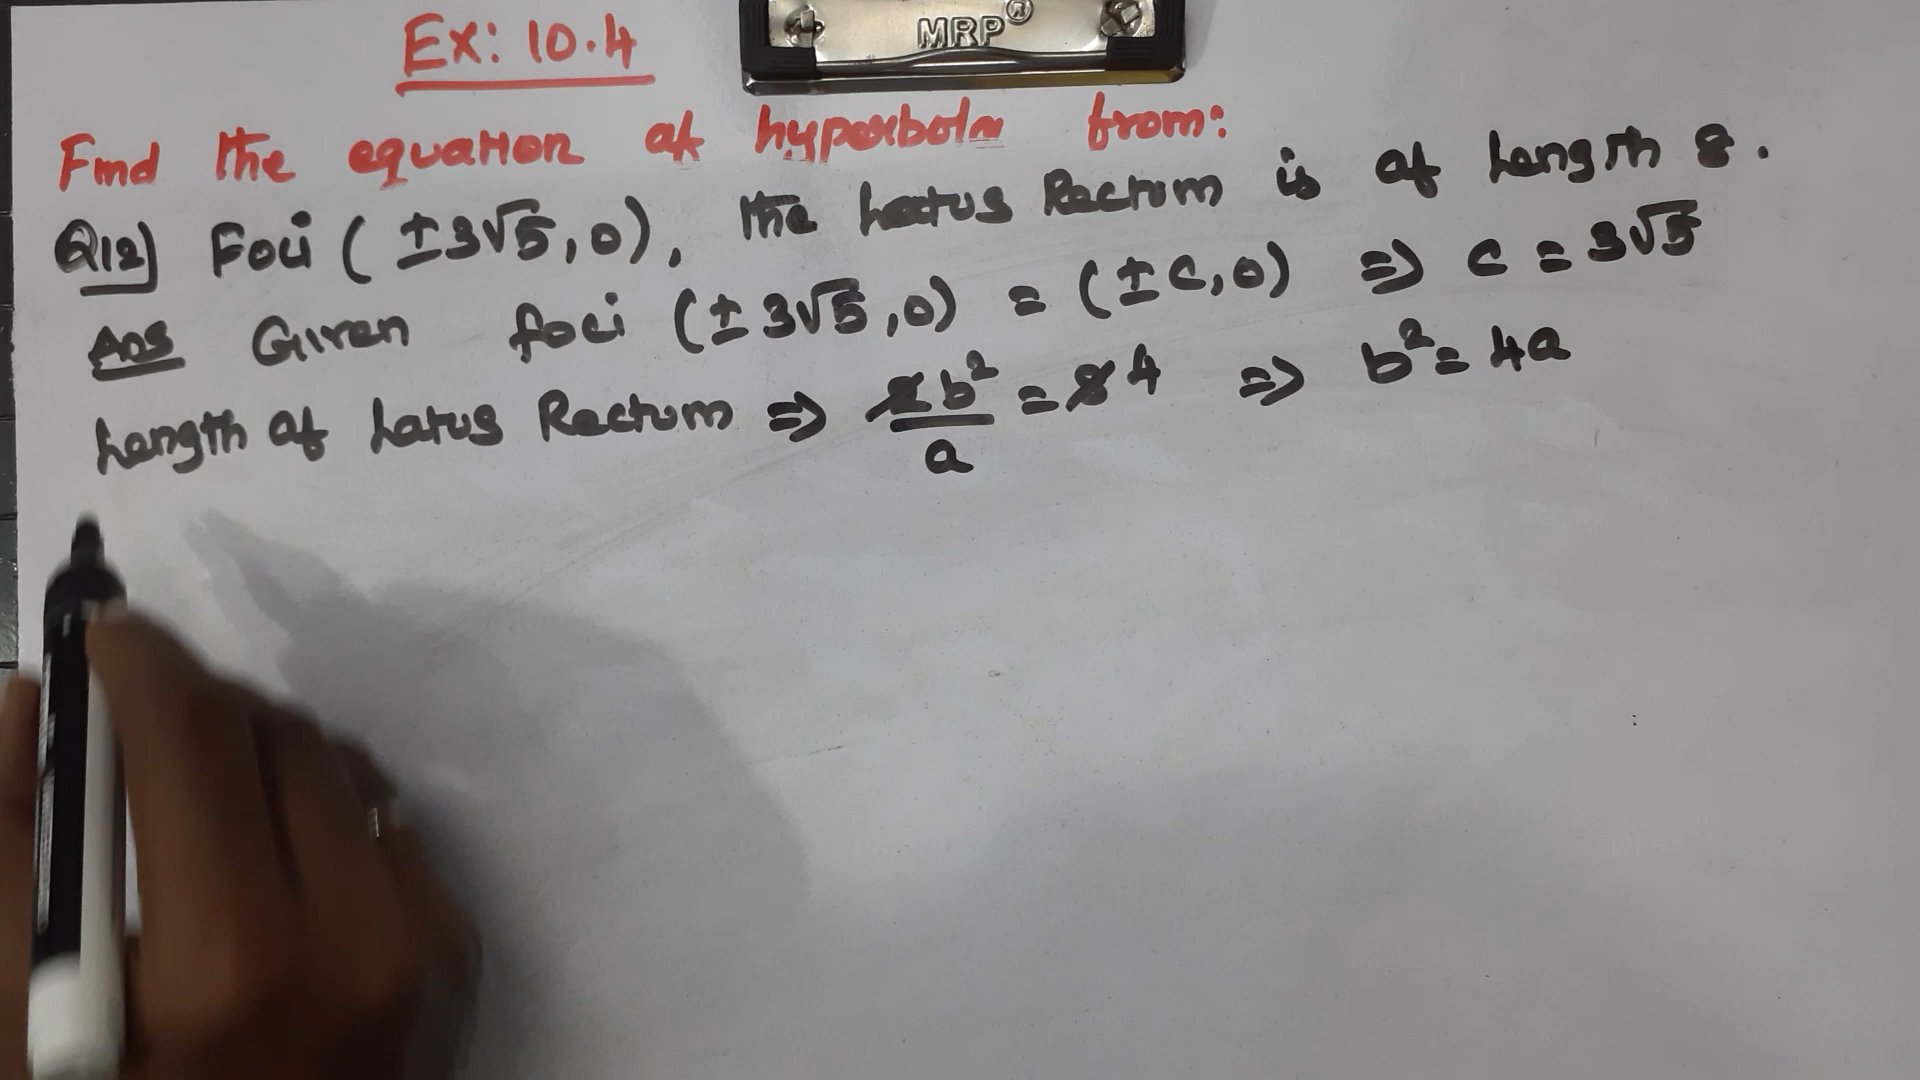 MRP®
Ex: 10.4
Find the equation of hyperbola from:
Q12] Foci (±3√5,0), the Latus Rectum is of Length 8.
Ans Given foci (±3√5,0) = (±c,0) => c = 3√5
Length of Latus Rectum => 2b²/a = 8 4 => b² = 4a